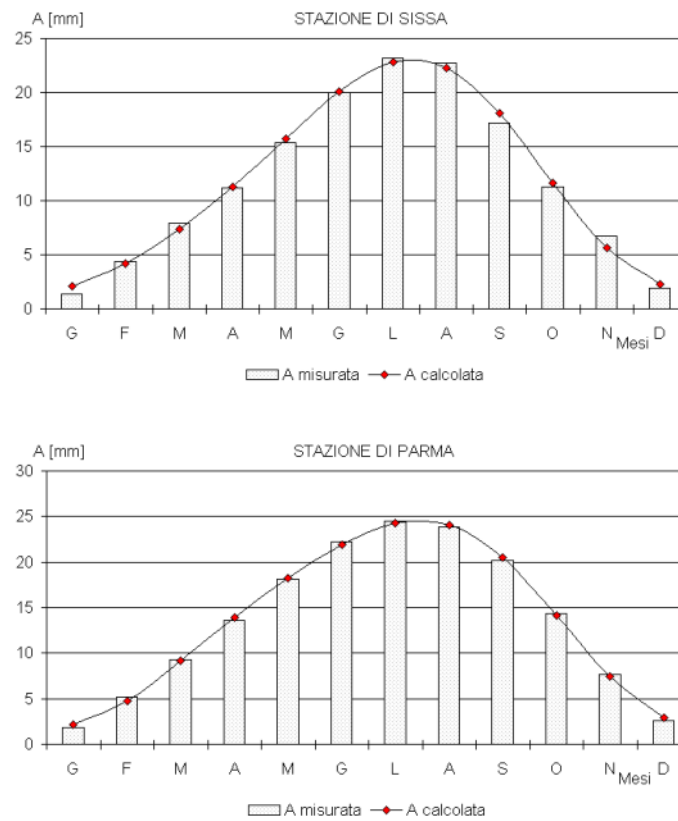 A [mm] STAZIONE DI SISSA
25
20
15
10
5
0
G F M A M G L A S O N D
Mesi
A misurata A calcolata
A [mm] STAZIONE DI PARMA
30
25
20
15
10
5
0
G F M A M G L A S O N D
Mesi
A misurata A calcolata